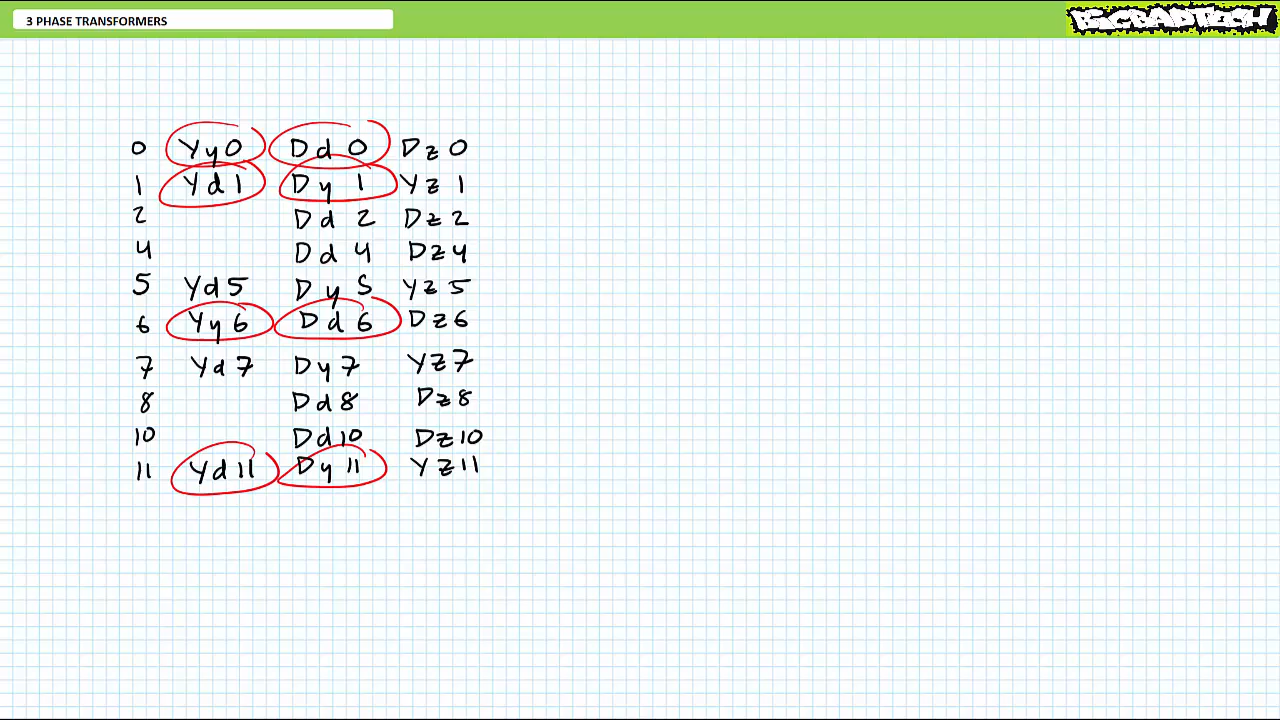 3 PHASE TRANSFORMERS
BIGBADTECH
0 Yy0 Dd0 Dz0
1 Yd1 Dy1 Yz1
2 Dd2 Dz2
4 Dd4 Dz4
5 Yd5 Dy5 Yz5
6 Yy6 Dd6 Dz6
7 Yd7 Dy7 Yz7
8 Dd8 Dz8
10 Dd10 Dz10
11 Yd11 Dy11 Yz11